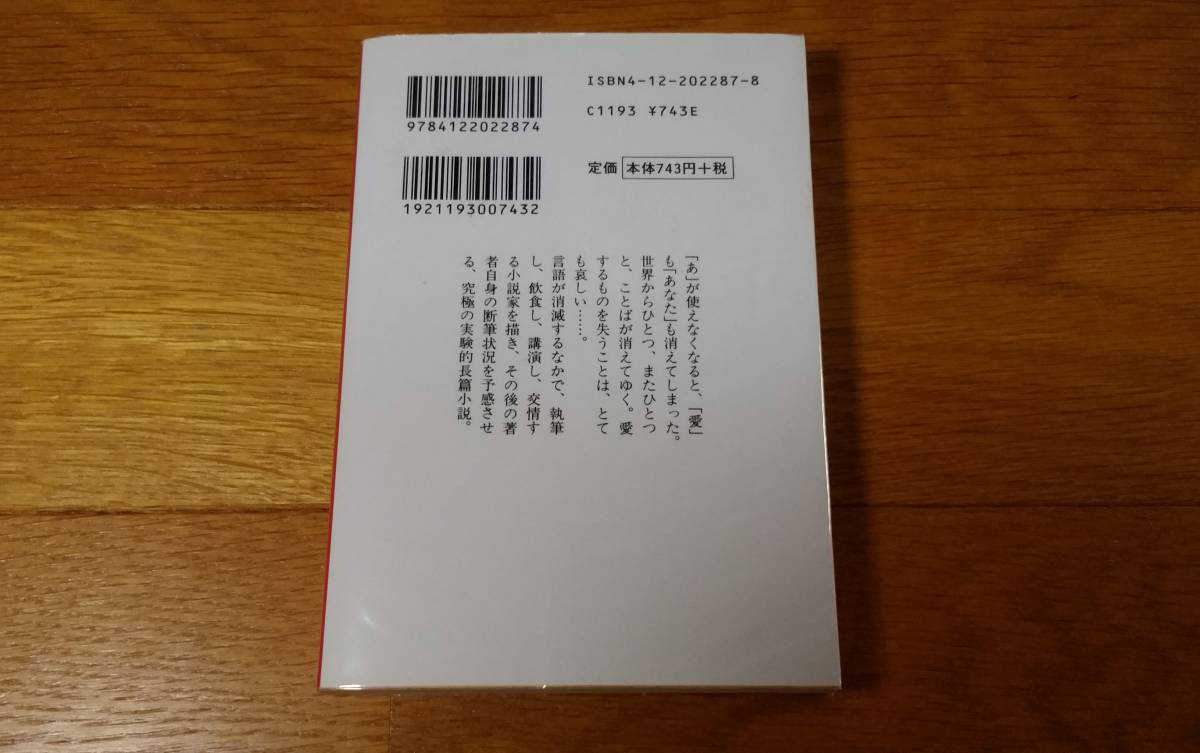 ISBN4-12-202287-8
C1193 ¥743E
9784122022874
定価 本体743円+税
1921193007432
「あ」が使えなくなると、「愛」
も「あなた」も消えてしまった。
世界からひとつ、またひとつ
と、ことばが消えてゆく。愛
するものを失うことは、とて
も哀しい……。
言語が消滅するなかで、執筆
し、飲食し、講演し、交情す
る小説家を描き、その後の著
者自身の断筆状況を予感させ
る、究極の実験的長篇小説。